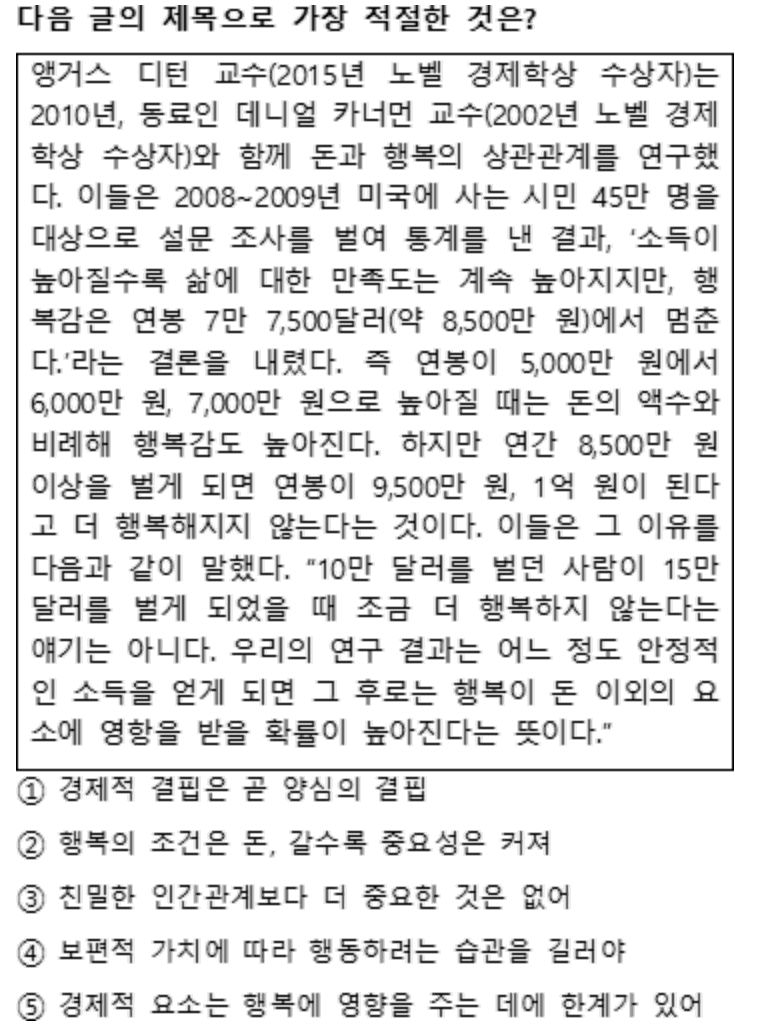 다음 글의 제목으로 가장 적절한 것은?
앵거스 디턴 교수(2015년 노벨 경제학상 수상자)는
2010년, 동료인 데니얼 카너먼 교수(2002년 노벨 경제
학상 수상자)와 함께 돈과 행복의 상관관계를 연구했
다. 이들은 2008~2009년 미국에 사는 시민 45만 명을
대상으로 설문 조사를 벌여 통계를 낸 결과, ‘소득이
높아질수록 삶에 대한 만족도는 계속 높아지지만, 행
복감은 연봉 7만 7,500달러(약 8,500만 원)에서 멈춘
다.’라는 결론을 내렸다. 즉 연봉이 5,000만 원에서
6,000만 원, 7,000만 원으로 높아질 때는 돈의 액수와
비례해 행복감도 높아진다. 하지만 연간 8,500만 원
이상을 벌게 되면 연봉이 9,500만 원, 1억 원이 된다
고 더 행복해지지 않는다는 것이다. 이들은 그 이유를
다음과 같이 말했다. “10만 달러를 벌던 사람이 15만
달러를 벌게 되었을 때 조금 더 행복하지 않는다는
얘기는 아니다. 우리의 연구 결과는 어느 정도 안정적
인 소득을 얻게 되면 그 후로는 행복이 돈 이외의 요
소에 영향을 받을 확률이 높아진다는 뜻이다.”
① 경제적 결핍은 곧 양심의 결핍
② 행복의 조건은 돈, 갈수록 중요성은 커져
③ 친밀한 인간관계보다 더 중요한 것은 없어
④ 보편적 가치에 따라 행동하려는 습관을 길러야
⑤ 경제적 요소는 행복에 영향을 주는 데에 한계가 있어